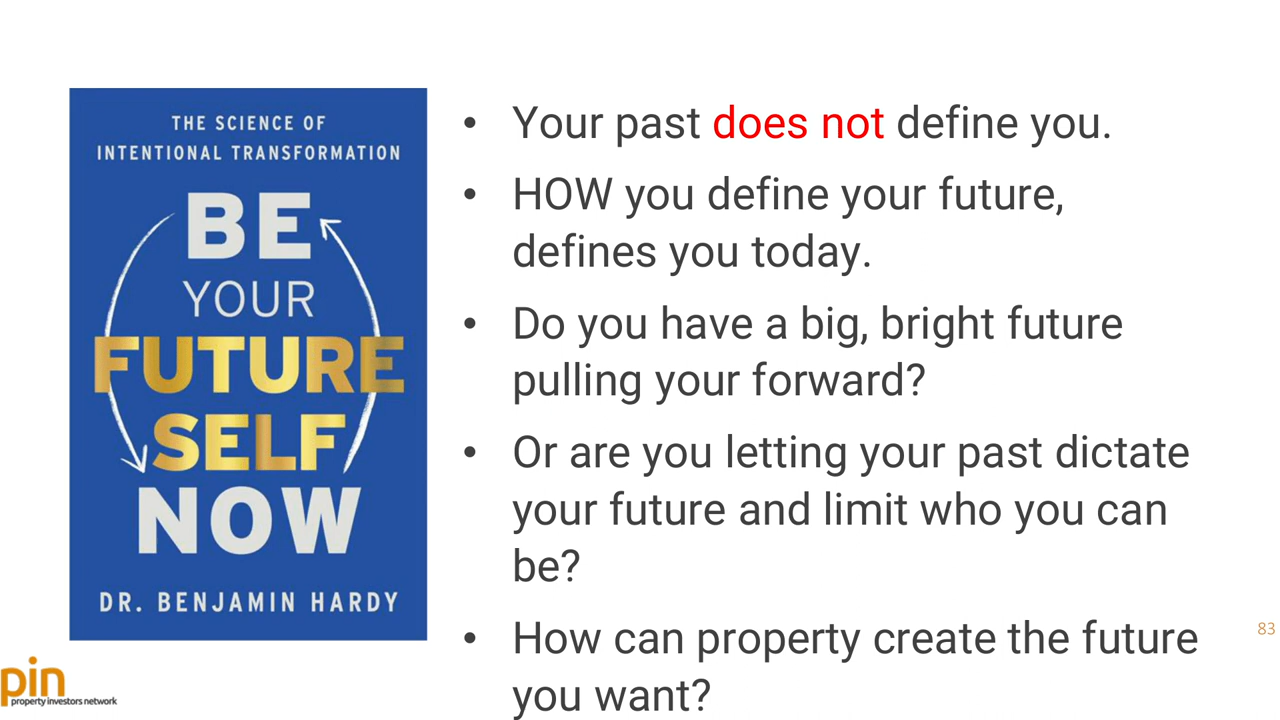 THE SCIENCE OF
INTENTIONAL TRANSFORMATION
BE
YOUR
FUTURE
SELF
NOW
DR. BENJAMIN HARDY
• Your past does not define you.
• HOW you define your future,
defines you today.
• Do you have a big, bright future
pulling your forward?
• Or are you letting your past dictate
your future and limit who you can
be?
• How can property create the future
you want?
83
pin
property investors network